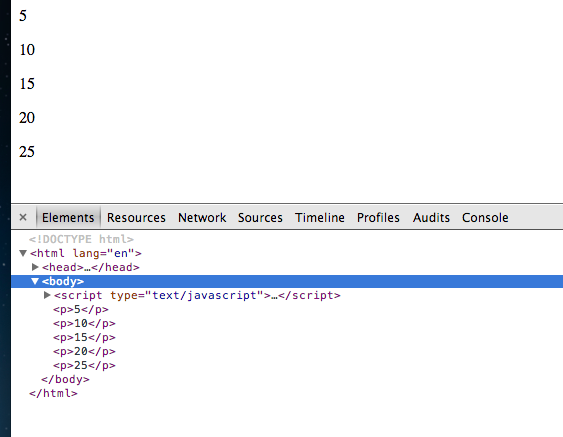 5
10
15
20
25
× Elements Resources Network Sources Timeline Profiles Audits Console
<!DOCTYPE html>
▼<html lang="en">
▶<head>…</head>
▼<body>
▶<script type="text/javascript">…</script>
<p>5</p>
<p>10</p>
<p>15</p>
<p>20</p>
<p>25</p>
</body>
</html>